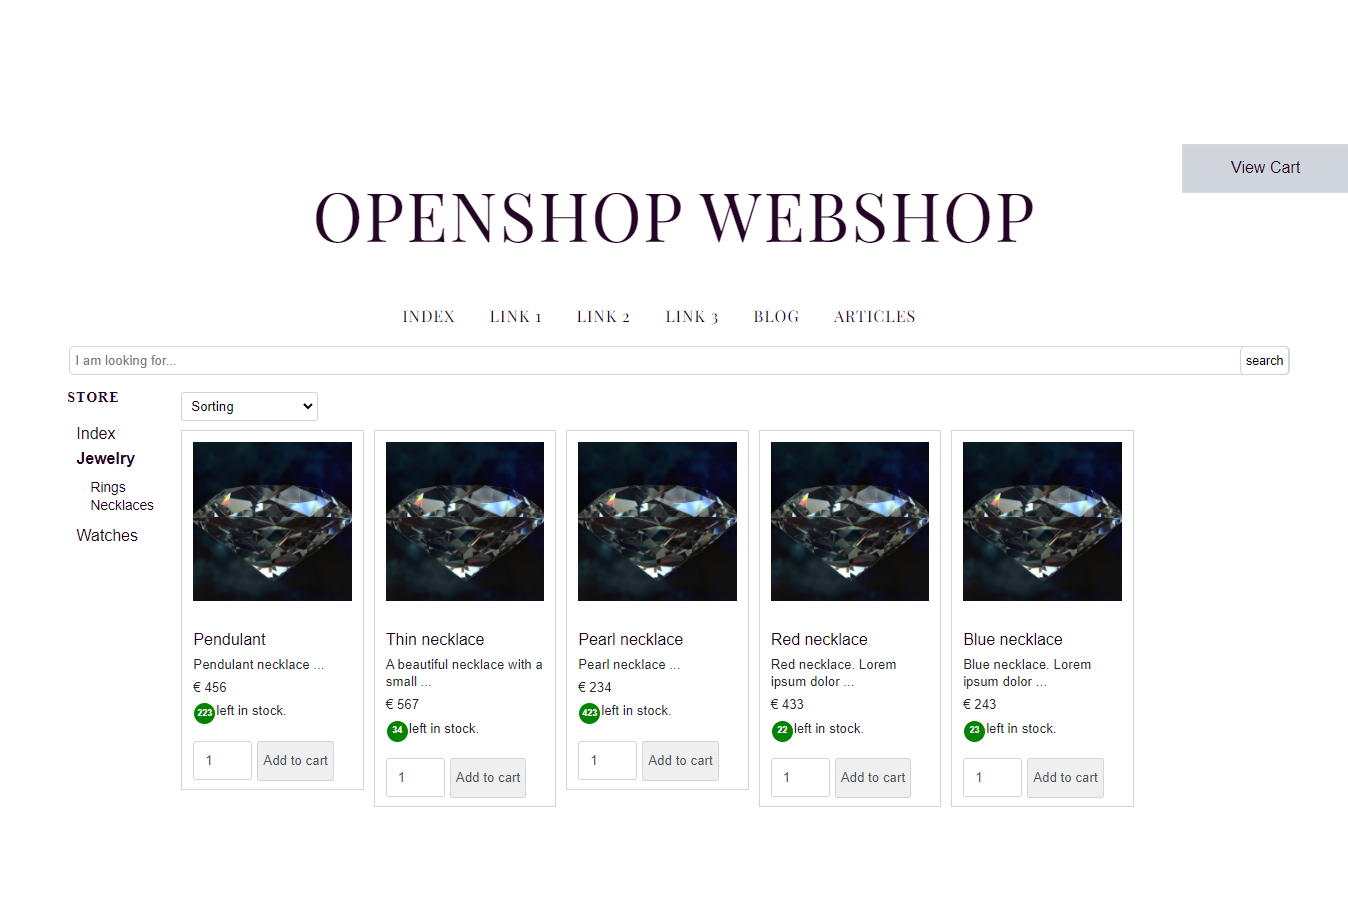 View Cart
OPENSHOP WEBSHOP
INDEX LINK 1 LINK 2 LINK 3 BLOG ARTICLES
I am looking for... search
STORE
Index
Jewelry
Rings
Necklaces
Watches
Sorting
Pendulant
Pendulant necklace ...
€ 456
223 left in stock.
1 Add to cart
Thin necklace
A beautiful necklace with a
small ...
€ 567
34 left in stock.
1 Add to cart
Pearl necklace
Pearl necklace ...
€ 234
423 left in stock.
1 Add to cart
Red necklace
Red necklace. Lorem
ipsum dolor ...
€ 433
22 left in stock.
1 Add to cart
Blue necklace
Blue necklace. Lorem
ipsum dolor ...
€ 243
23 left in stock.
1 Add to cart